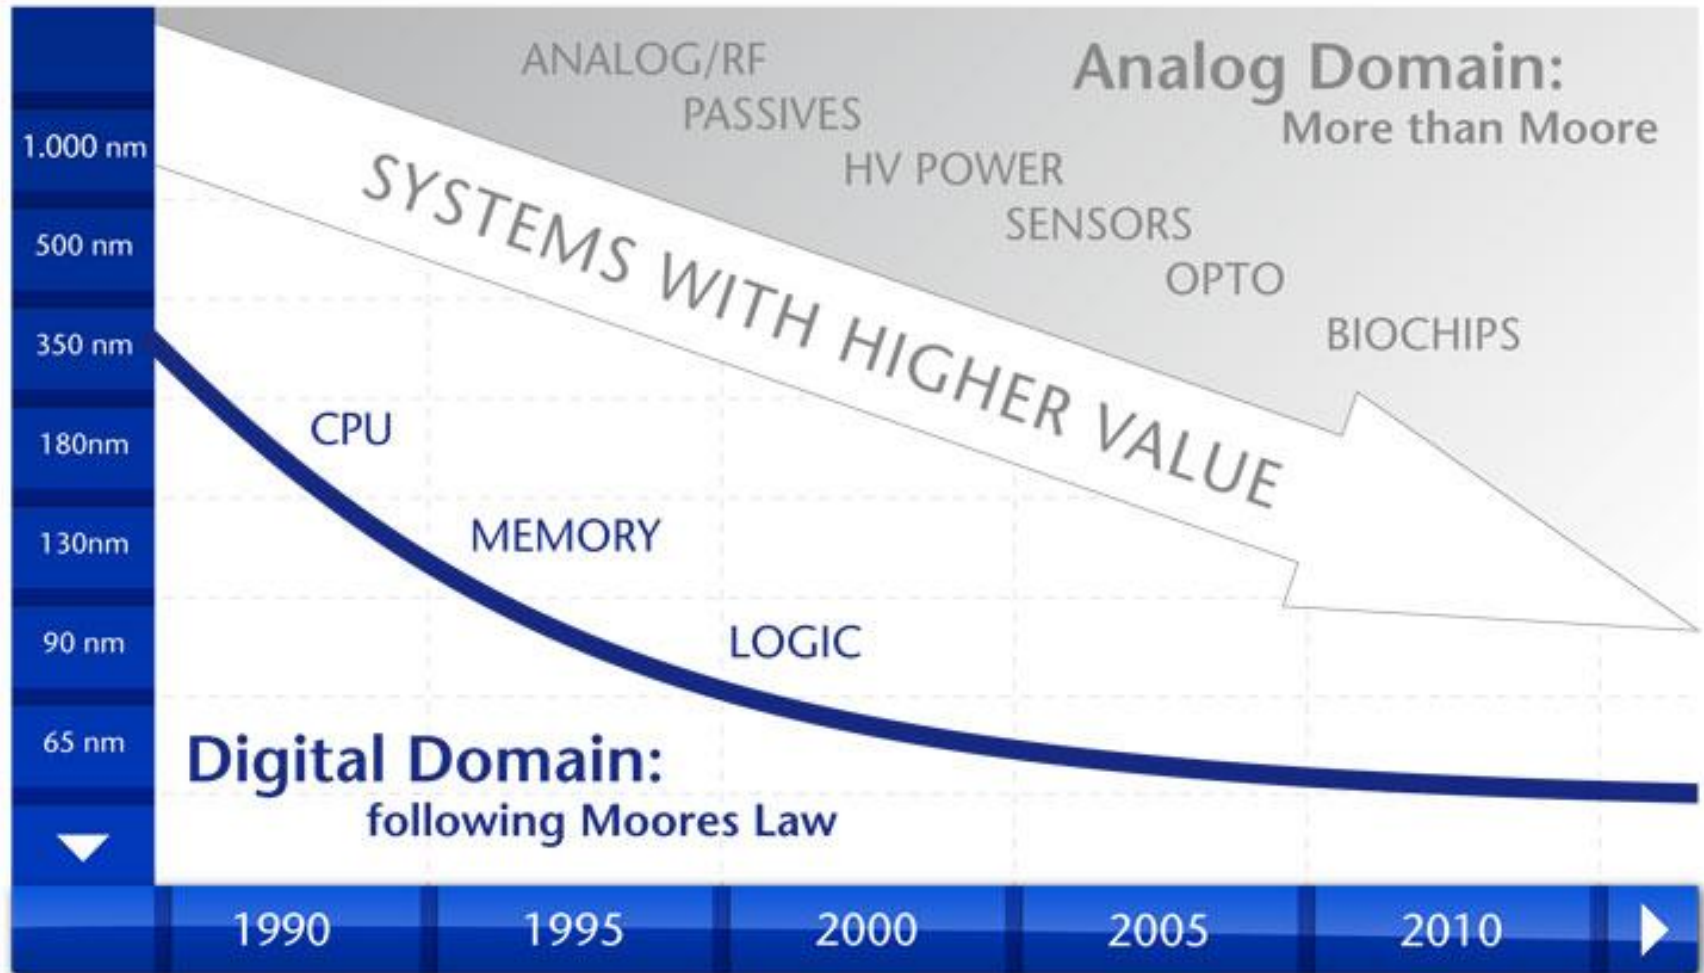 ANALOG/RF
Analog Domain:
PASSIVES
More than Moore
1.000 nm
HV POWER
SYSTEMS WITH HIGHER VALUE
SENSORS
500 nm
OPTO
BIOCHIPS
350 nm
CPU
180nm
MEMORY
130nm
LOGIC
90 nm
65 nm
Digital Domain:
following Moores Law
1990
1995
2000
2005
2010